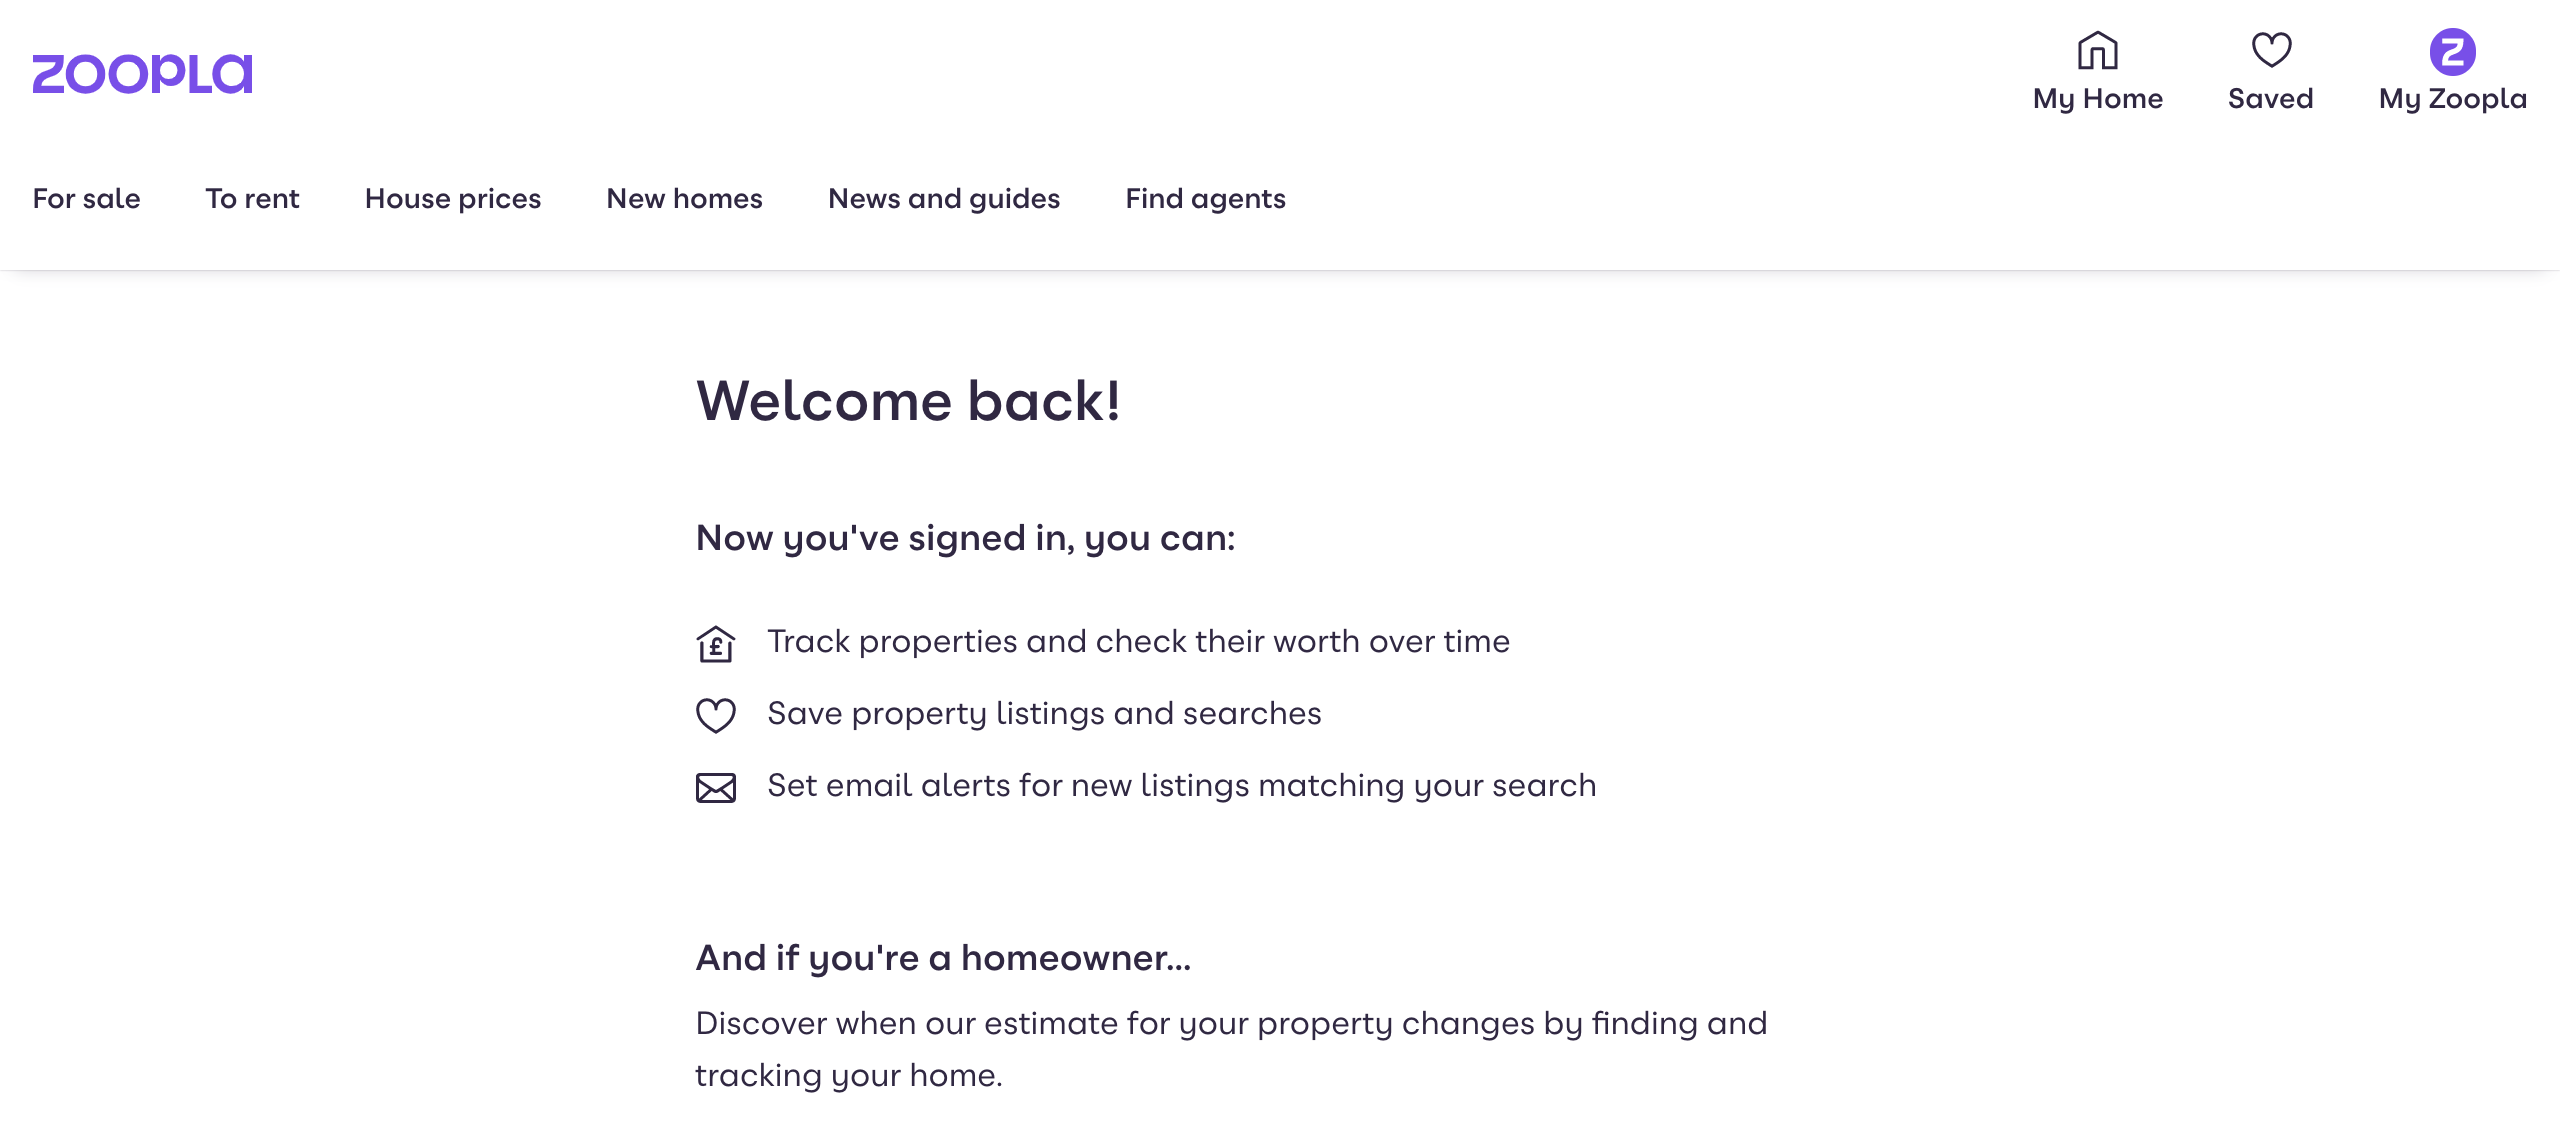 zoopla
My Home
Saved
Z
My Zoopla
For sale
To rent
House prices
New homes
News and guides
Find agents
Welcome back!
Now you've signed in, you can:
£
Track properties and check their worth over time
Save property listings and searches
Set email alerts for new listings matching your search
And if you're a homeowner...
Discover when our estimate for your property changes by finding and
tracking your home.